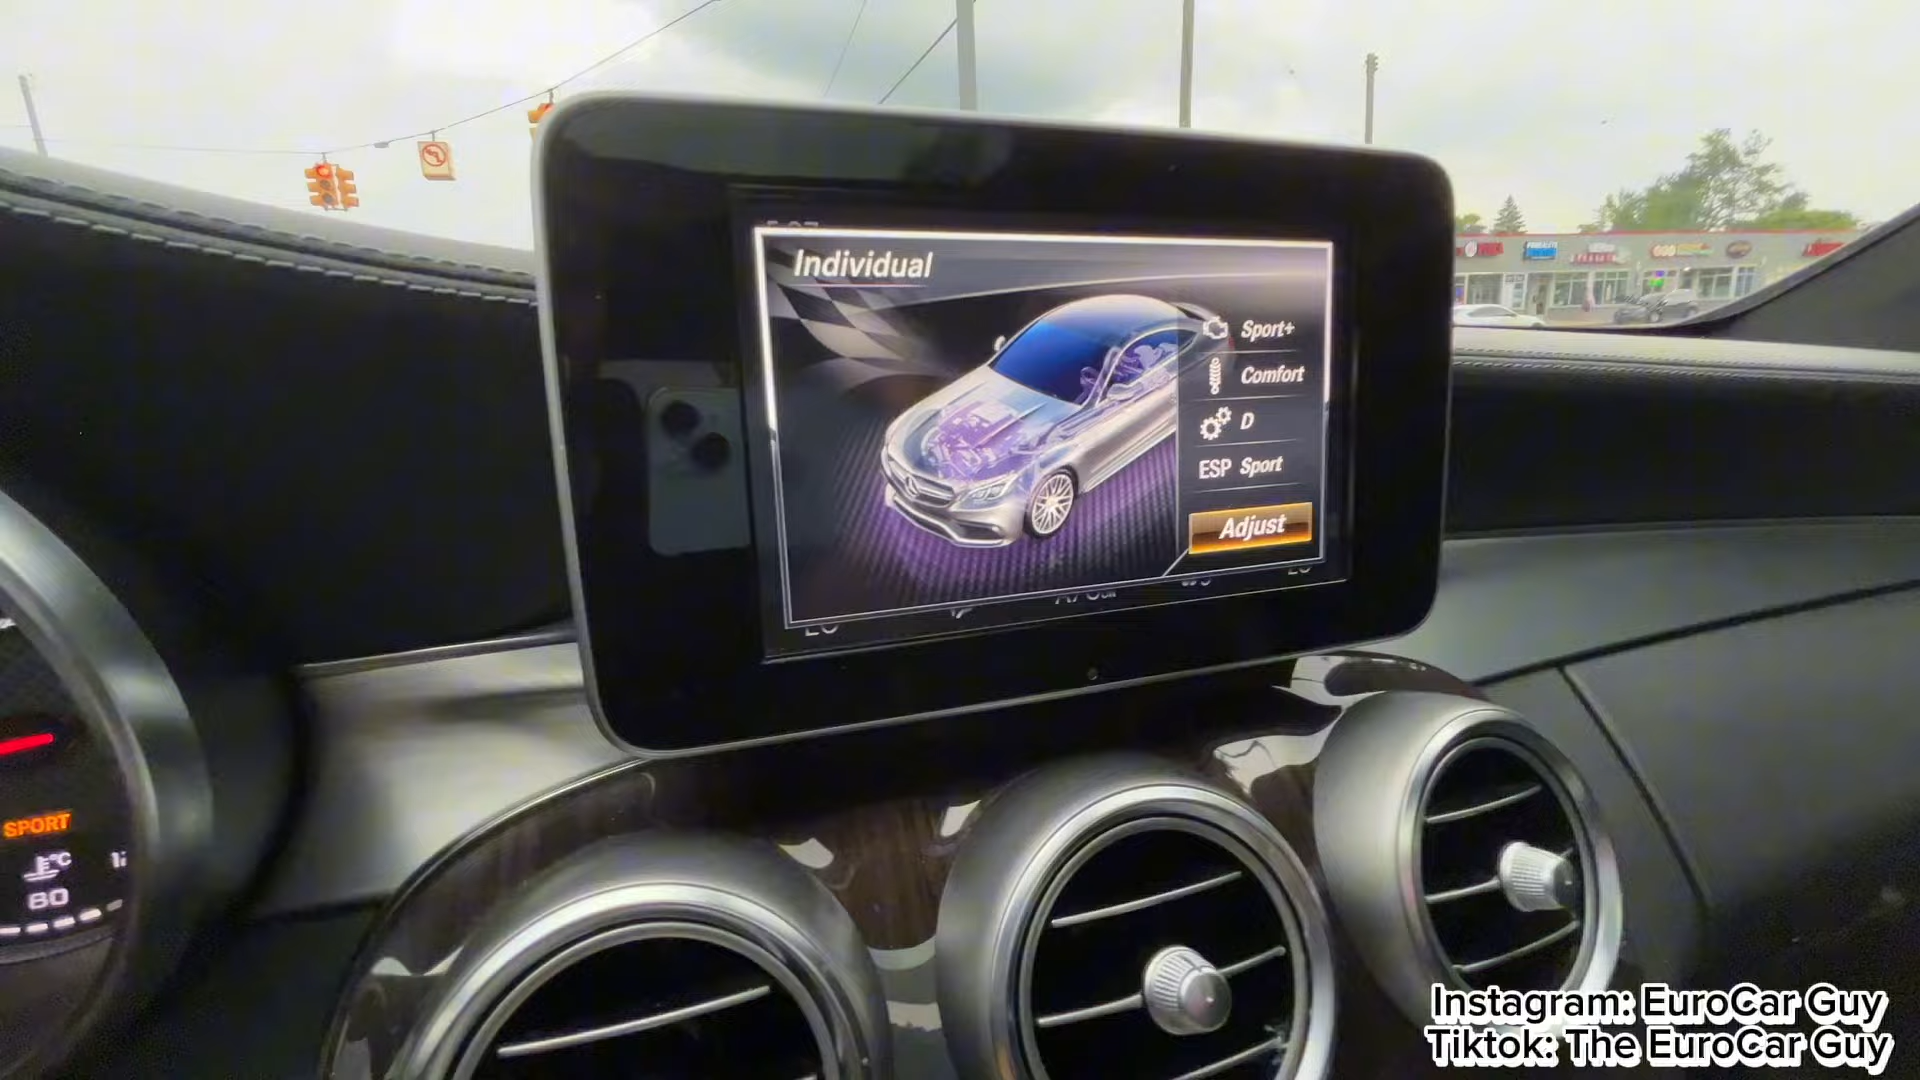 Individual
Sport+
Comfort
D
ESP Sport
Adjust
SPORT
°C
80
Instagram: EuroCar Guy
Tiktok: The EuroCar Guy